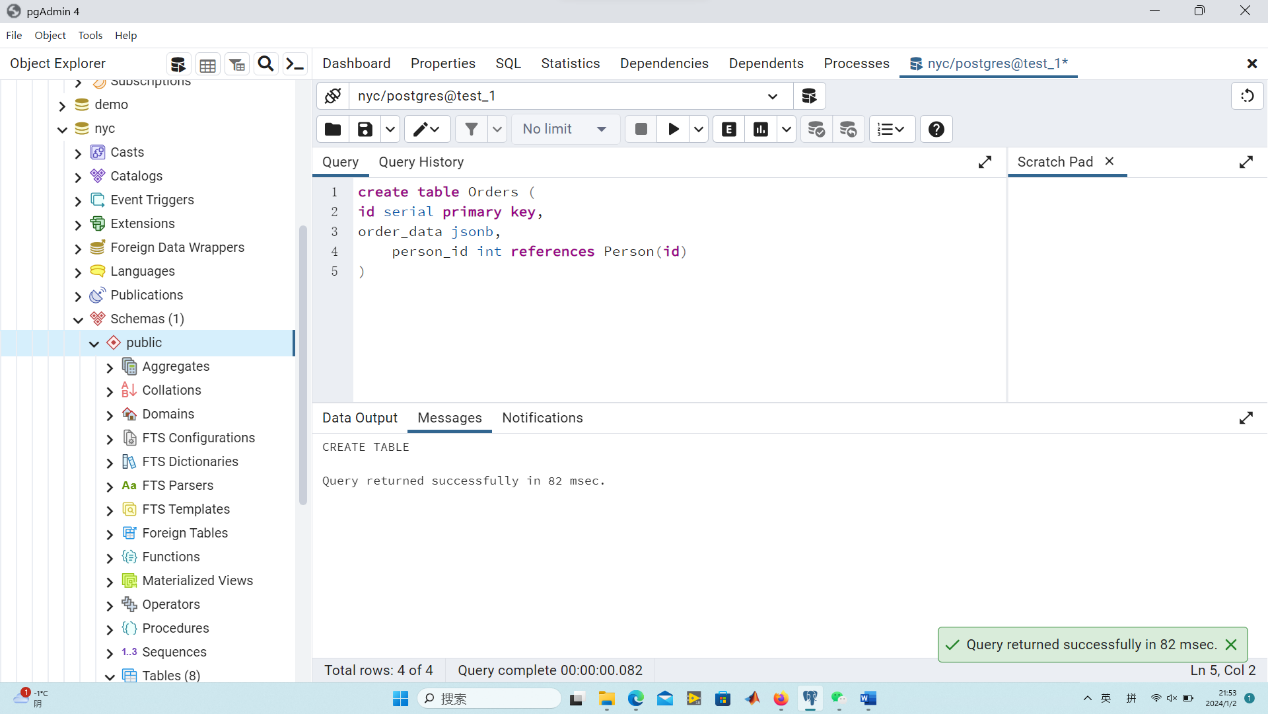 pgAdmin 4
File Object Tools Help
Object Explorer
Dashboard Properties SQL Statistics Dependencies Dependents Processes nyc/postgres@test_1*
Subscriptions
demo
nyc
Casts
Catalogs
Event Triggers
Extensions
Foreign Data Wrappers
Languages
Publications
Schemas (1)
public
Aggregates
Collations
Domains
FTS Configurations
FTS Dictionaries
Aa FTS Parsers
FTS Templates
Foreign Tables
Functions
Materialized Views
Operators
Procedures
1..3 Sequences
Tables (8)
nyc/postgres@test_1
No limit
E
Query Query History
Scratch Pad
1 create table Orders (
2 id serial primary key,
3 order_data jsonb,
4 person_id int references Person(id)
5 )
Data Output Messages Notifications
CREATE TABLE
Query returned successfully in 82 msec.
Query returned successfully in 82 msec.
Total rows: 4 of 4 Query complete 00:00:00.082 Ln 5, Col 2
1 -1°C
阴
搜索
英 拼
21:53
2024/1/2
1